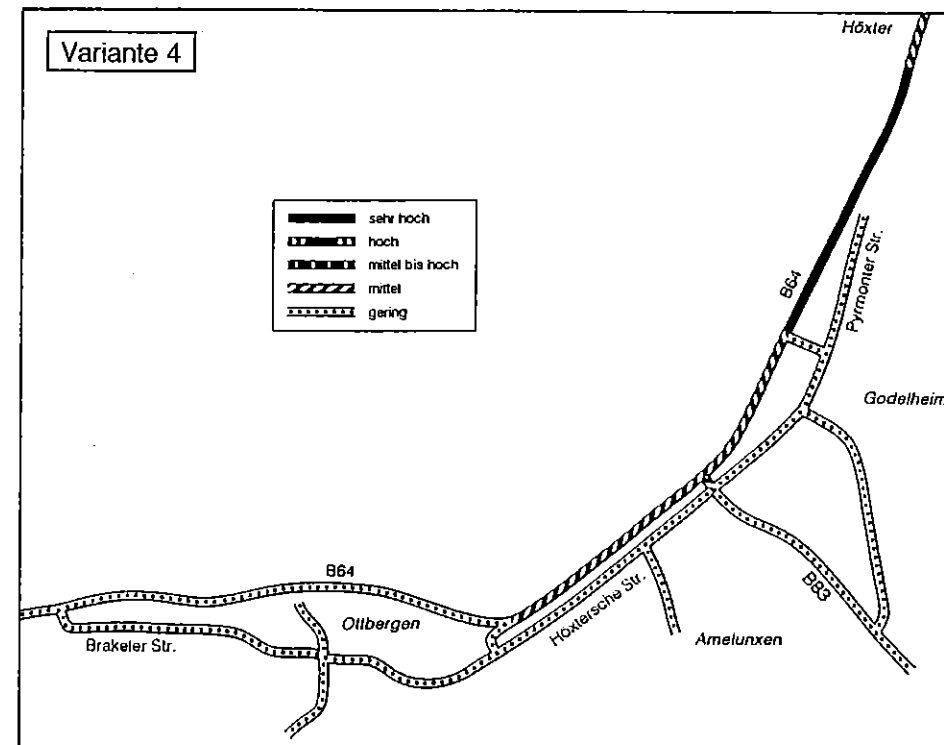 Höxter
Variante 4
sehr hoch
hoch
mittel bis hoch
mittel
gering
B64
Pyrmonter Str.
Godelheim
B64
Höxtersche Str.
B83
Ottbergen
Brakeler Str.
Amelunxen